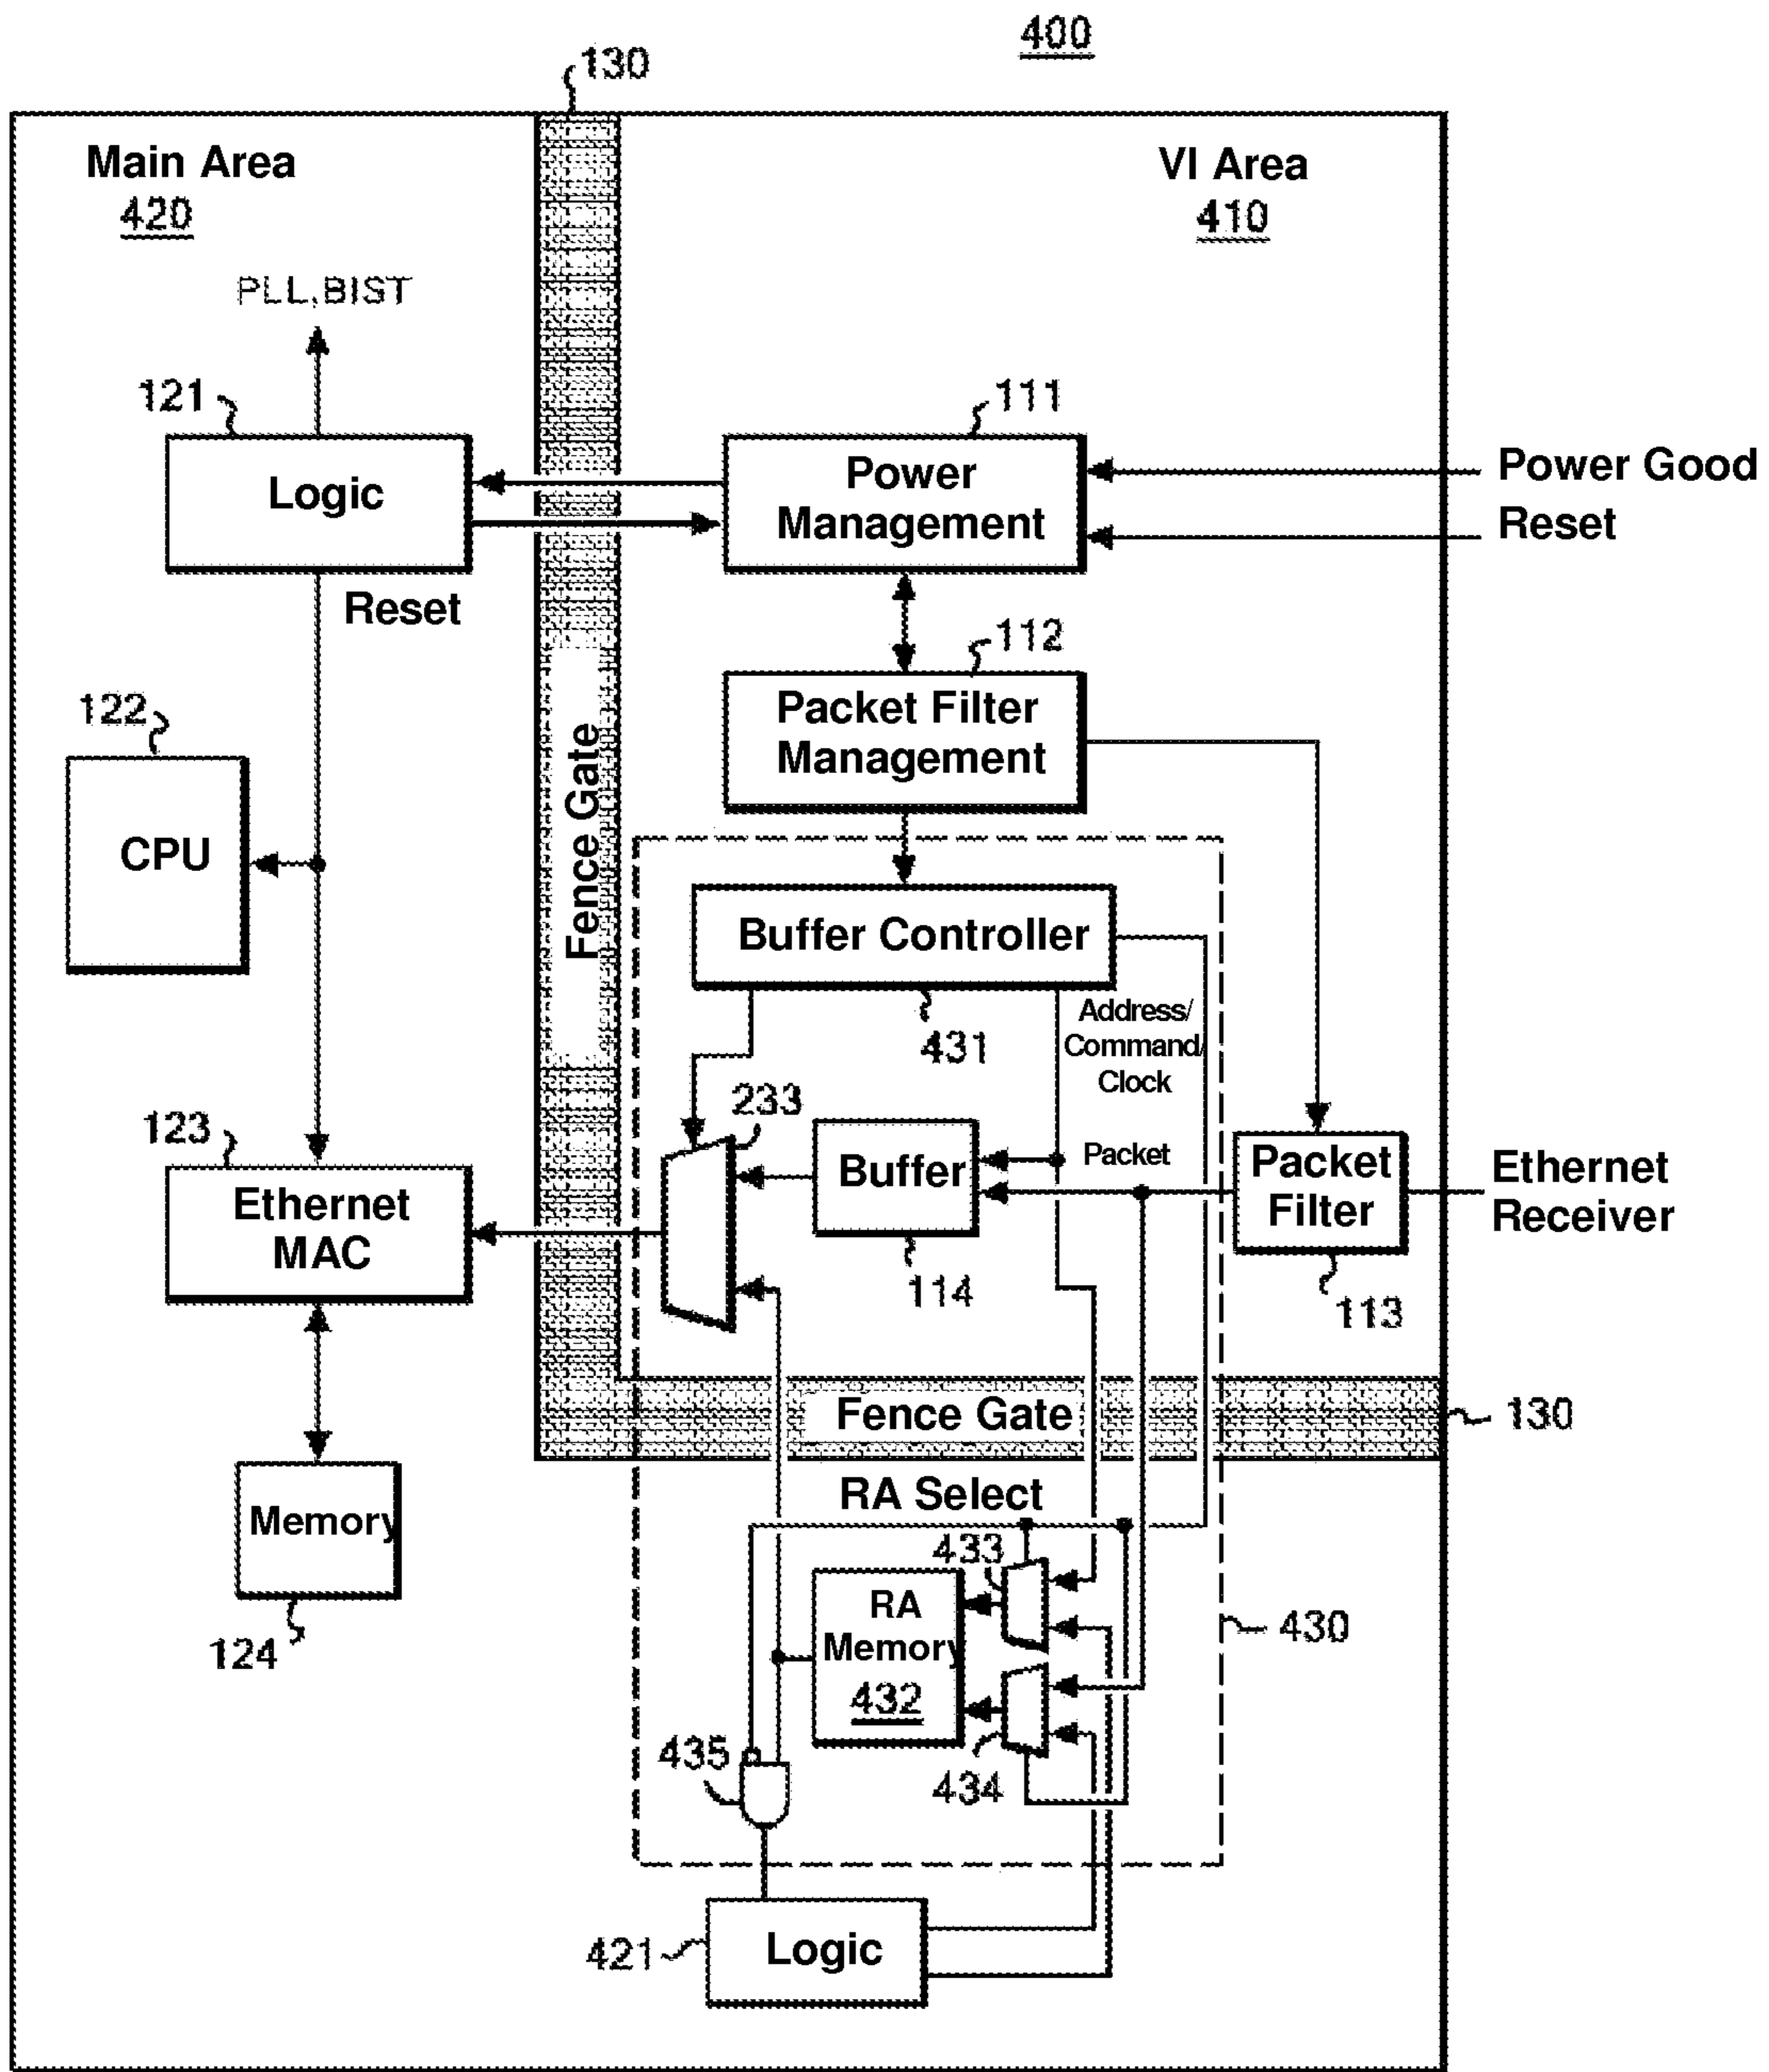 400
130
Main Area
420
VI Area
410
PLL,BIST
121
Logic
111
Power
Management
Power Good
Reset
Reset
112
Packet Filter
Management
122
CPU
Fence Gate
Buffer Controller
431
Address/
Command/
Clock
233
Buffer
114
Packet
Packet
Filter
113
Ethernet
Receiver
123
Ethernet
MAC
Fence Gate
130
Memory
124
RA Select
433
RA
Memory
432
434
430
435
421
Logic